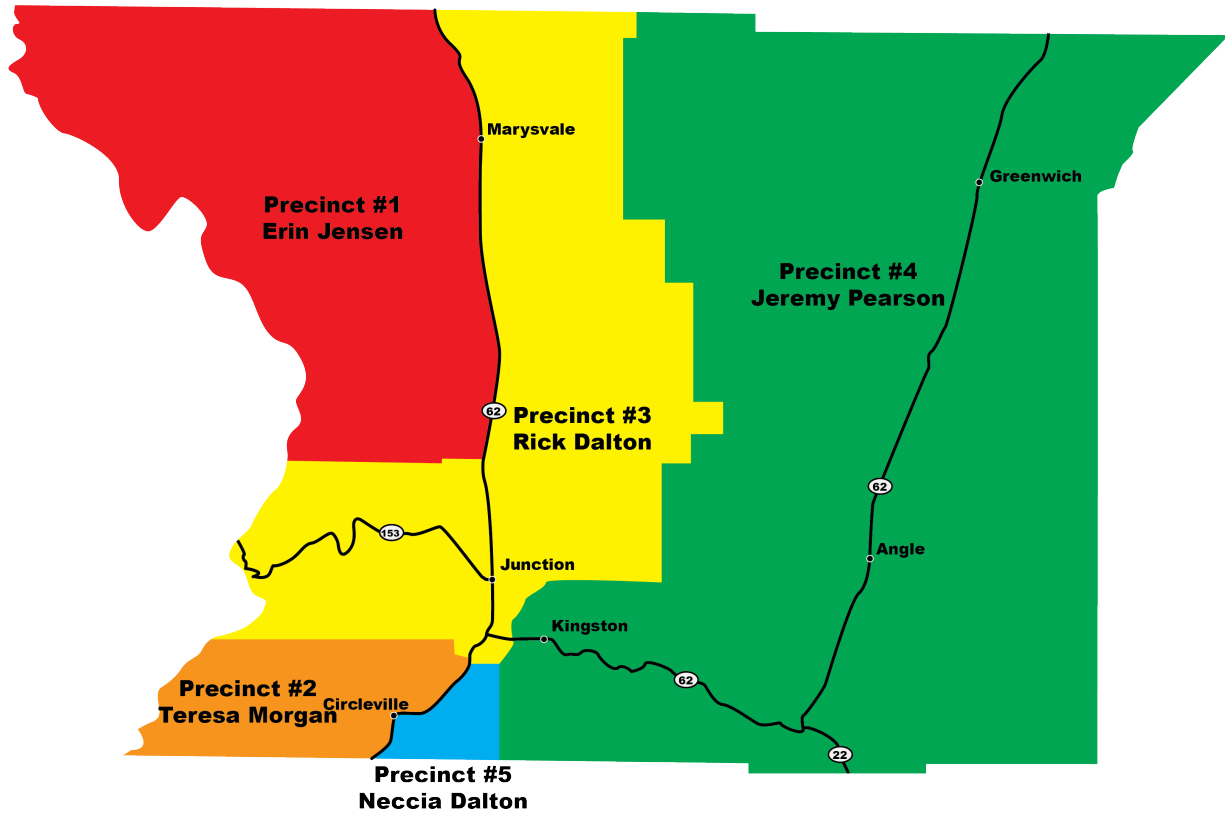 Marysvale
Greenwich
Precinct #1
Erin Jensen
Precinct #4
Jeremy Pearson
62
Precinct #3
Rick Dalton
62
153
Angle
Junction
Kingston
62
Precinct #2
Teresa Morgan
Circleville
22
Precinct #5
Neccia Dalton